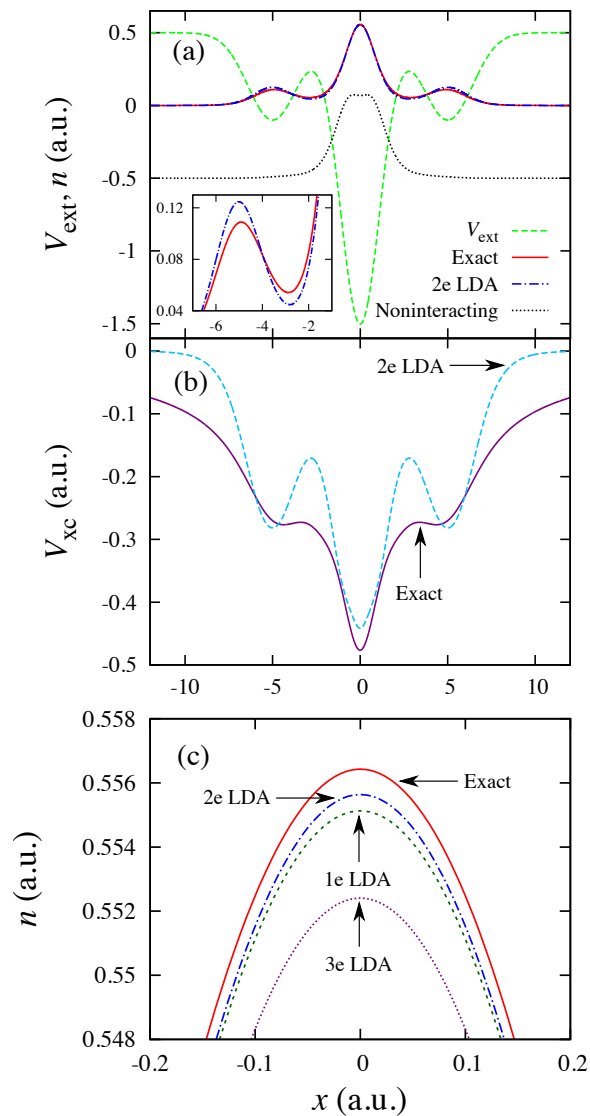 (a)
0.5
0
-0.5
-1
-1.5
V_ext, n (a.u.)
0.12
0.08
0.04
-6 -4 -2
V_ext
Exact
2e LDA
Noninteracting
(b)
2e LDA
0
-0.1
-0.2
-0.3
-0.4
-0.5
V_xc (a.u.)
Exact
-10 -5 0 5 10
(c)
0.558
0.556
0.554
0.552
0.55
0.548
n (a.u.)
Exact
2e LDA
1e LDA
3e LDA
-0.2 -0.1 0 0.1 0.2
x (a.u.)